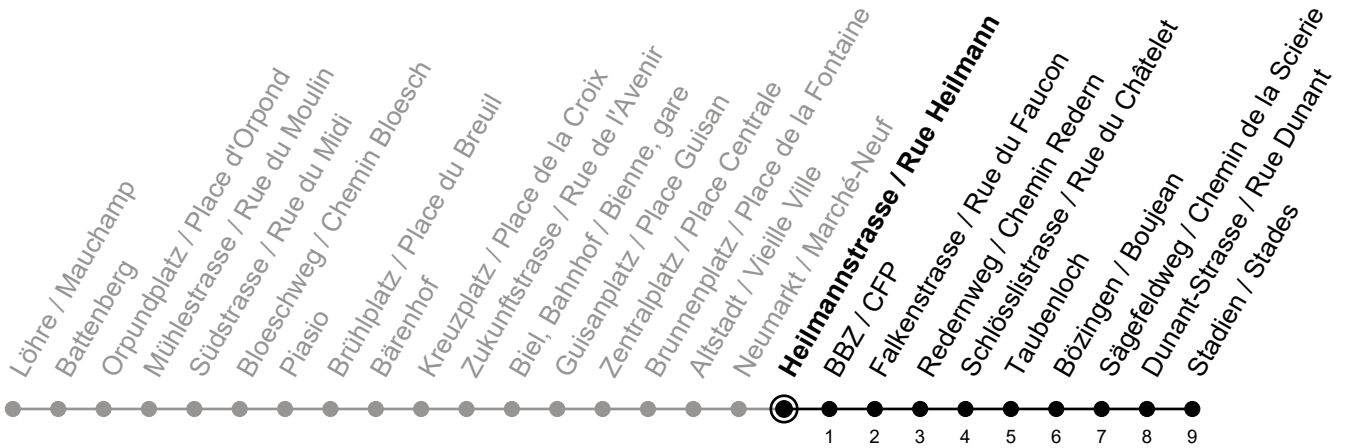 Löhre / Mauchamp
Battenberg
Orpundplatz / Place d'Orpond
Mühlestrasse / Rue du Moulin
Südstrasse / Rue du Midi
Bloeschweg / Chemin Bloesch
Piasio
Brühlplatz / Place du Breuil
Bärenhof
Kreuzplatz / Place de la Croix
Zukunftstrasse / Rue de l'Avenir
Biel, Bahnhof / Bienne, gare
Guisanplatz / Place Guisan
Zentralplatz / Place Centrale
Brunnenplatz / Place de la Fontaine
Altstadt / Vieille Ville
Neumarkt / Marché-Neuf
Heilmannstrasse / Rue Heilmann
BBZ / CFP
Falkenstrasse / Rue du Faucon
Redernweg / Chemin Redern
Schlösslistrasse / Rue du Châtelet
Taubenloch
Bözingen / Boujean
Sägefeldweg / Chemin de la Scierie
Dunant-Strasse / Rue Dunant
Stadien / Stades
1 2 3 4 5 6 7 8 9